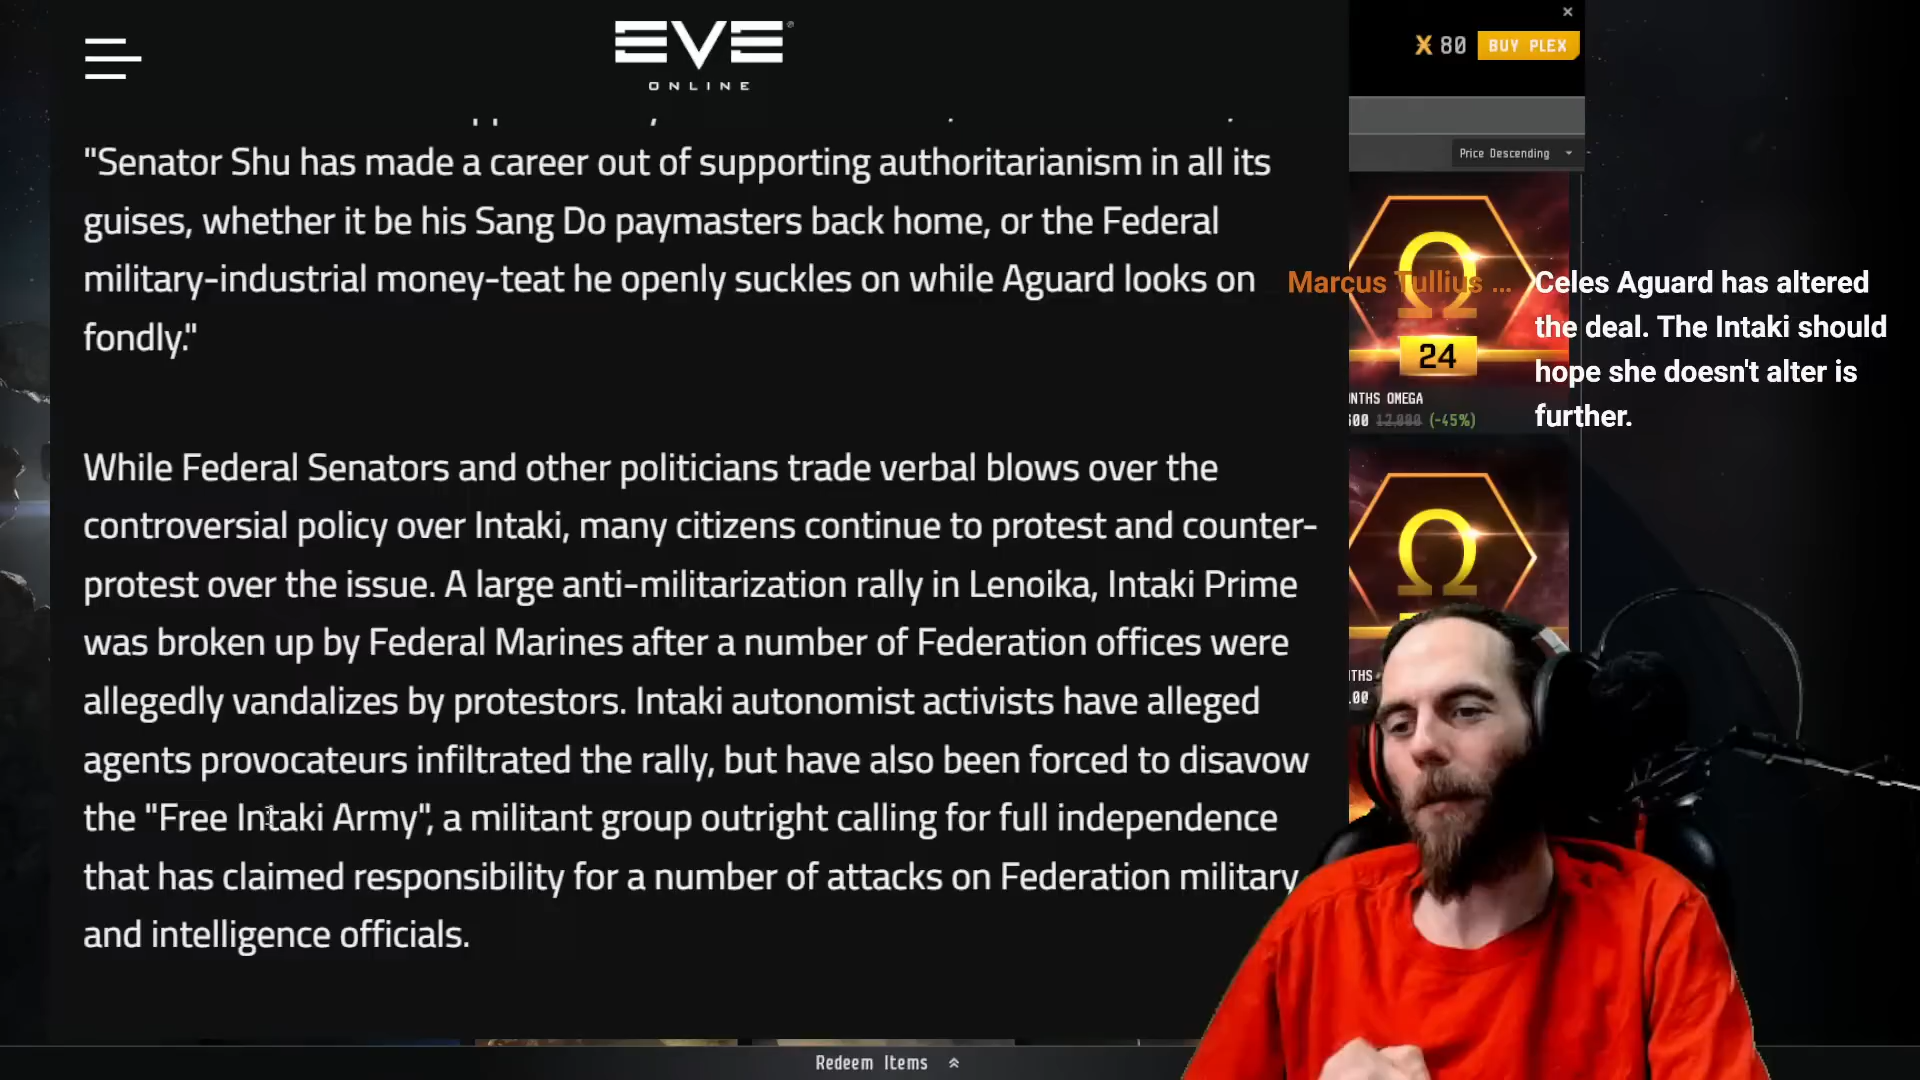 EVE
ONLINE
80
BUY PLEX
Price Descending
"Senator Shu has made a career out of supporting authoritarianism in all its
guises, whether it be his Sang Do paymasters back home, or the Federal
military-industrial money-teat he openly suckles on while Aguard looks on
fondly."
While Federal Senators and other politicians trade verbal blows over the
controversial policy over Intaki, many citizens continue to protest and counter-
protest over the issue. A large anti-militarization rally in Lenoika, Intaki Prime
was broken up by Federal Marines after a number of Federation offices were
allegedly vandalizes by protestors. Intaki autonomist activists have alleged
agents provocateurs infiltrated the rally, but have also been forced to disavow
the "Free Intaki Army", a militant group outright calling for full independence
that has claimed responsibility for a number of attacks on Federation military
and intelligence officials.
Marcus Tullius ...
Celes Aguard has altered
the deal. The Intaki should
hope she doesn't alter is
further.
Ω
24
NTHS OMEGA
600 12,000 (-45%)
Ω
THS
.00
Redeem Items